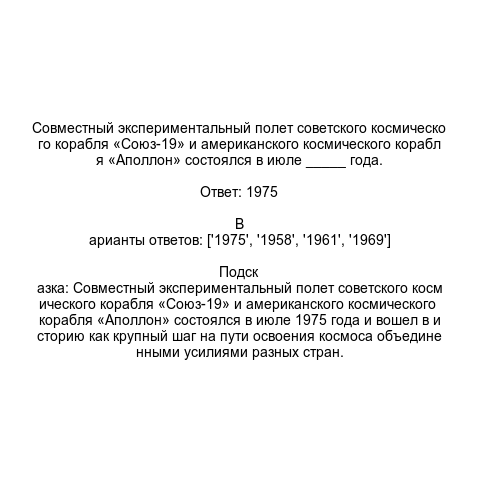 Совместный экспериментальный полет советского космическо
го корабля «Союз-19» и американского космического корабл
я «Аполлон» состоялся в июле _____ года.
Ответ: 1975
В
арианты ответов: ['1975', '1958', '1961', '1969']
Подск
азка: Совместный экспериментальный полет советского косм
ического корабля «Союз-19» и американского космического
корабля «Аполлон» состоялся в июле 1975 года и вошел в и
сторию как крупный шаг на пути освоения космоса объедине
нными усилиями разных стран.